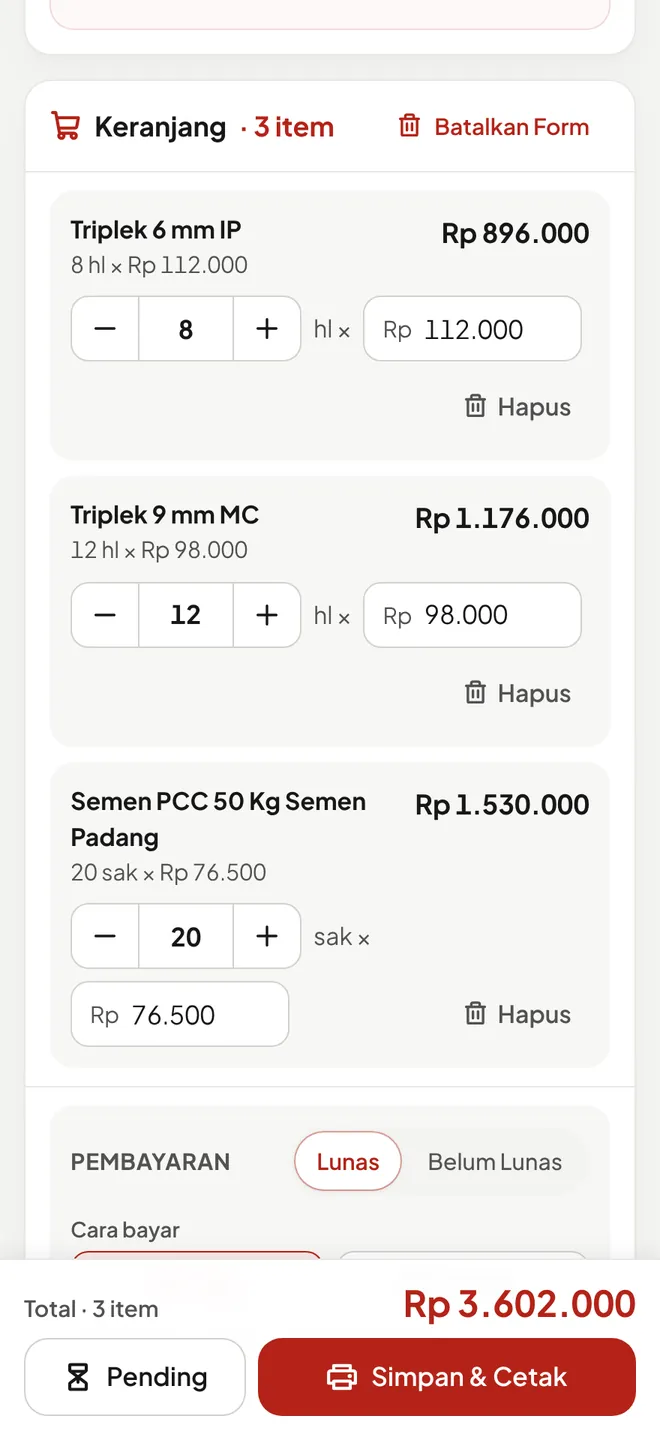 Keranjang · 3 item
Batalkan Form
Triplek 6 mm IP
Rp 896.000
8 hl × Rp 112.000
8
hl ×
Rp 112.000
Hapus
Triplek 9 mm MC
Rp 1.176.000
12 hl × Rp 98.000
12
hl ×
Rp 98.000
Hapus
Semen PCC 50 Kg Semen
Padang
Rp 1.530.000
20 sak × Rp 76.500
20
sak ×
Rp 76.500
Hapus
PEMBAYARAN
Lunas
Belum Lunas
Cara bayar
Total · 3 item
Rp 3.602.000
Pending
Simpan & Cetak